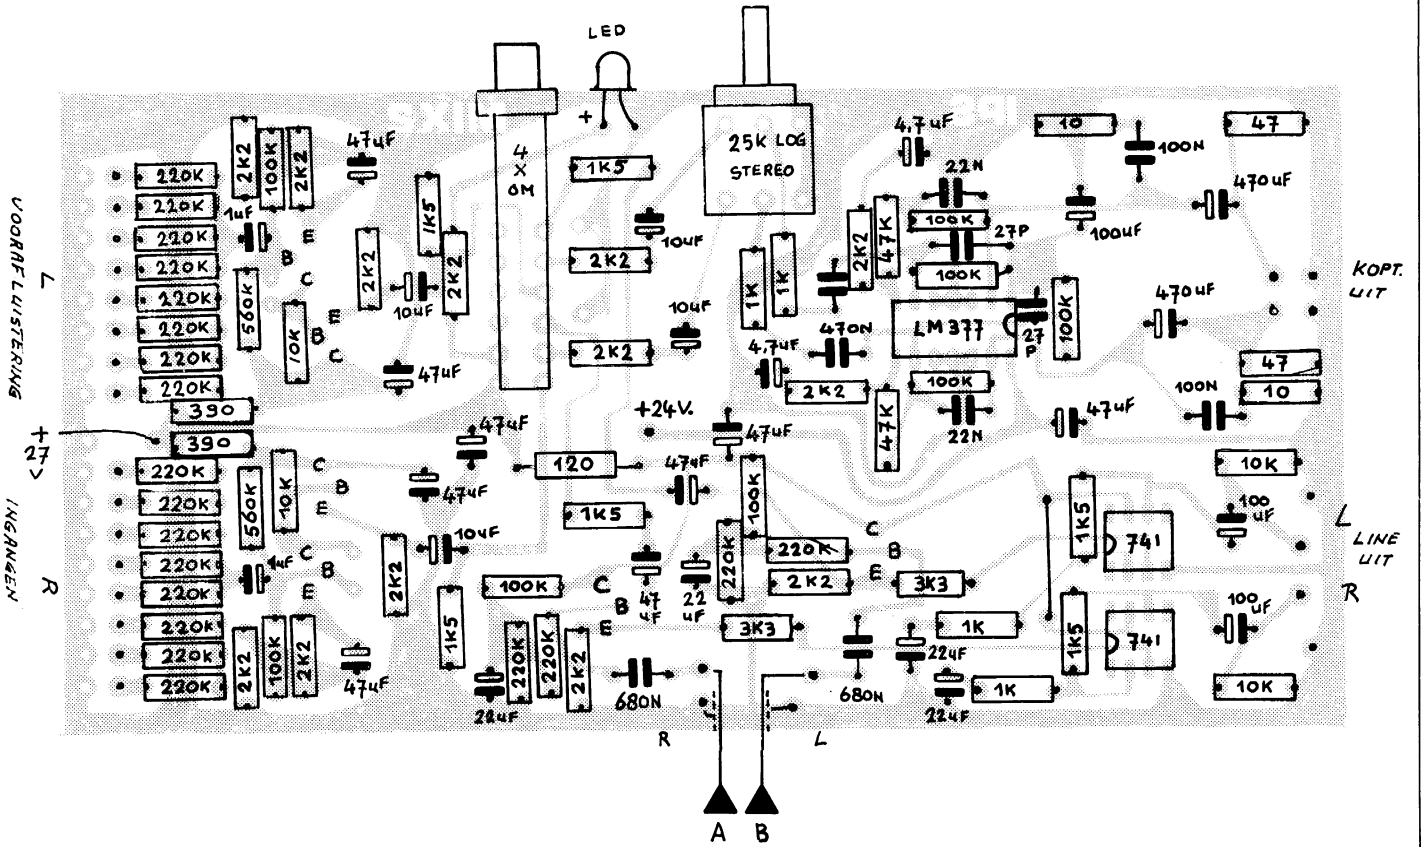 LED
MIX2
IPS
+
4 X OM
25K LOG
STEREO
2K2
100K
2K2
47uF
220K
220K
220K
220K
220K
220K
220K
220K
1uF
E
B
C
560K
10K
E
B
C
2K2
1K5
2K2
10uF
47uF
1K5
10uF
2K2
10uF
2K2
4,7uF
22N
100K
27P
100K
2K2
47K
1K
1K
470N
4,7uF
2K2
LM377
27P
100K
100K
22N
47K
10
100N
47
470uF
100uF
470uF
KOPT.
UIT
47
10
100N
47uF
VOORAFLUISTERING
L
390
390
+
27
V
+24V.
47uF
47uF
120
47uF
100K
47uF
1K5
10K
100
uF
L
LINE
UIT
R
1K5
741
741
1K5
100
uF
10K
INGANGEN
R
220K
220K
220K
220K
220K
220K
220K
220K
560K
10K
C
B
E
C
B
E
1uF
2K2
100K
2K2
47uF
10uF
2K2
1K5
100K
C
B
E
47
uF
22
uF
220K
220K
2K2
C
B
E
3K3
3K3
1K
1K
22uF
220K
220K
2K2
680N
680N
22uF
22uF
R
L
A
B